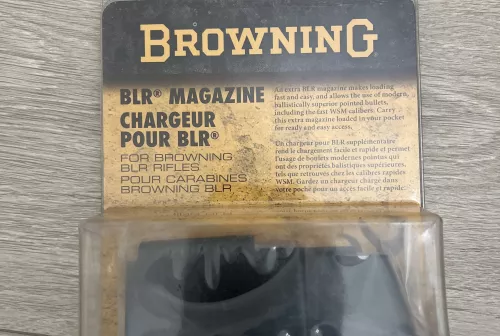 BROWNING
BLR® MAGAZINE
CHARGEUR
POUR BLR®
FOR BROWNING
BLR RIFLES
POUR CARABINES
BROWNING BLR
An extra BLR magazine makes loading
fast and easy, and allows the use of modern,
ballistically superior pointed bullets,
including the fast WSM calibers. Carry
this extra magazine loaded in your pocket
for ready and easy access.
Un chargeur pour BLR supplémentaire
rend le chargement facile et rapide et permet
l'usage de boulets modernes pointues qui
ont des propriétés balistiques supérieures,
tels que retrouvés chez les calibres rapides
WSM. Gardez un chargeur chargé dans
votre poche pour un accès facile et rapide.